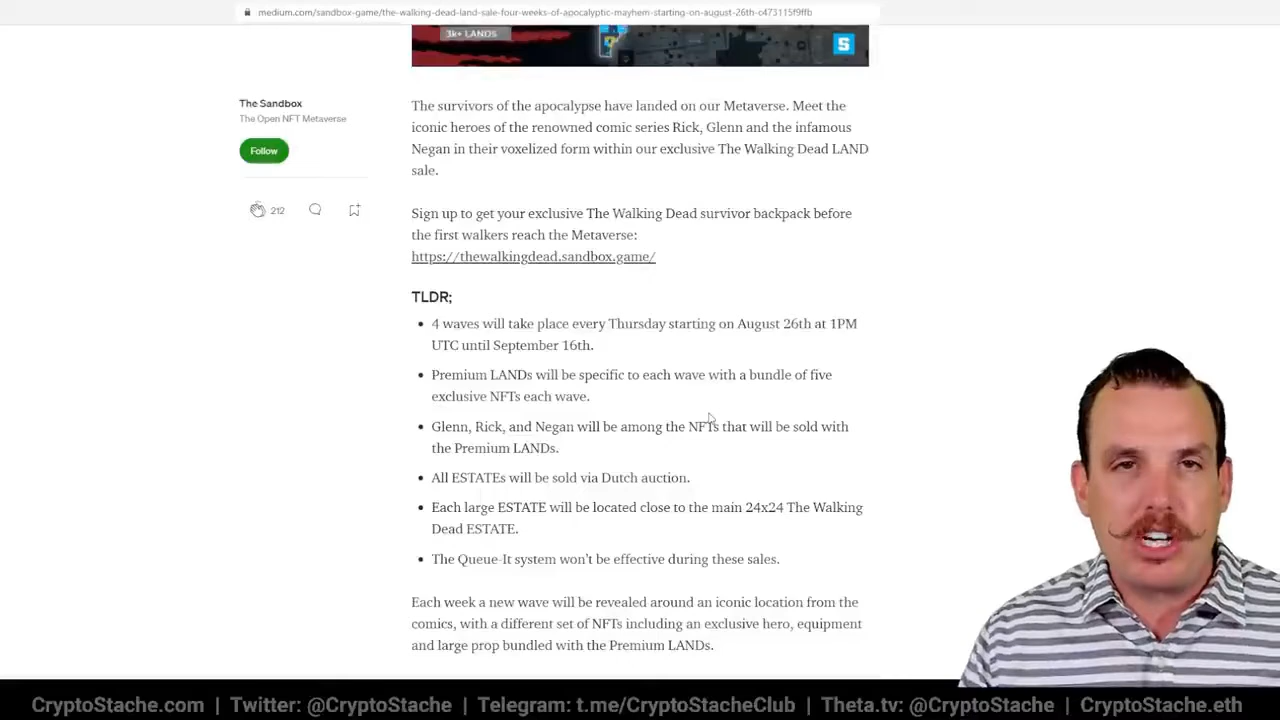 medium.com/sandbox-game/the-walking-dead-land-sale-four-weeks-of-apocalyptic-mayhem-starting-on-august-26th-c473115f9ffb
3k+ LANDS
S
The Sandbox
The Open NFT Metaverse
Follow
212
The survivors of the apocalypse have landed on our Metaverse. Meet the
iconic heroes of the renowned comic series Rick, Glenn and the infamous
Negan in their voxelized form within our exclusive The Walking Dead LAND
sale.
Sign up to get your exclusive The Walking Dead survivor backpack before
the first walkers reach the Metaverse:
https://thewalkingdead.sandbox.game/
TLDR;
• 4 waves will take place every Thursday starting on August 26th at 1PM
UTC until September 16th.
• Premium LANDs will be specific to each wave with a bundle of five
exclusive NFTs each wave.
• Glenn, Rick, and Negan will be among the NFTs that will be sold with
the Premium LANDs.
• All ESTATEs will be sold via Dutch auction.
• Each large ESTATE will be located close to the main 24x24 The Walking
Dead ESTATE.
• The Queue-It system won't be effective during these sales.
Each week a new wave will be revealed around an iconic location from the
comics, with a different set of NFTs including an exclusive hero, equipment
and large prop bundled with the Premium LANDs.
CryptoStache.com | Twitter: @CryptoStache | Telegram: t.me/CryptoStacheClub | Theta.tv: @CryptoStache | CryptoStache.eth